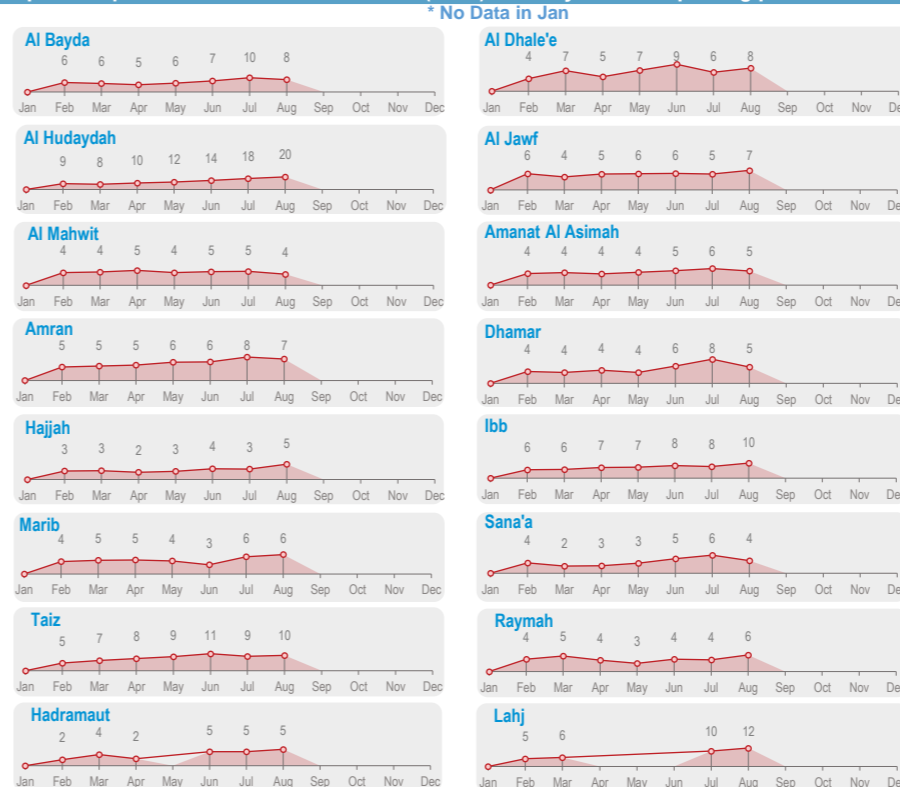 * No Data in Jan
Al Bayda
6 6 5 6 7 10 8
Jan Feb Mar Apr May Jun Jul Aug Sep Oct Nov Dec
Al Dhale'e
4 7 5 7 9 6 8
Jan Feb Mar Apr May Jun Jul Aug Sep Oct Nov De
Al Hudaydah
9 8 10 12 14 18 20
Jan Feb Mar Apr May Jun Jul Aug Sep Oct Nov Dec
Al Jawf
6 4 5 6 6 5 7
Jan Feb Mar Apr May Jun Jul Aug Sep Oct Nov De
Al Mahwit
4 4 5 4 5 5 4
Jan Feb Mar Apr May Jun Jul Aug Sep Oct Nov Dec
Amanat Al Asimah
4 4 4 4 5 6 5
Jan Feb Mar Apr May Jun Jul Aug Sep Oct Nov De
Amran
5 5 5 6 6 8 7
Jan Feb Mar Apr May Jun Jul Aug Sep Oct Nov Dec
Dhamar
4 4 4 4 6 8 5
Jan Feb Mar Apr May Jun Jul Aug Sep Oct Nov De
Hajjah
3 3 2 3 4 3 5
Jan Feb Mar Apr May Jun Jul Aug Sep Oct Nov Dec
Ibb
6 6 7 7 8 8 10
Jan Feb Mar Apr May Jun Jul Aug Sep Oct Nov De
Marib
4 5 5 4 3 6 6
Jan Feb Mar Apr May Jun Jul Aug Sep Oct Nov Dec
Sana'a
4 2 3 3 5 6 4
Jan Feb Mar Apr May Jun Jul Aug Sep Oct Nov De
Taiz
5 7 8 9 11 9 10
Jan Feb Mar Apr May Jun Jul Aug Sep Oct Nov Dec
Raymah
4 5 4 3 4 4 6
Jan Feb Mar Apr May Jun Jul Aug Sep Oct Nov De
Hadramaut
2 4 2 5 5 5
Jan Feb Mar Apr May Jun Jul Aug Sep Oct Nov Dec
Lahj
5 6 10 12
Jan Feb Mar Apr May Jun Jul Aug Sep Oct Nov De